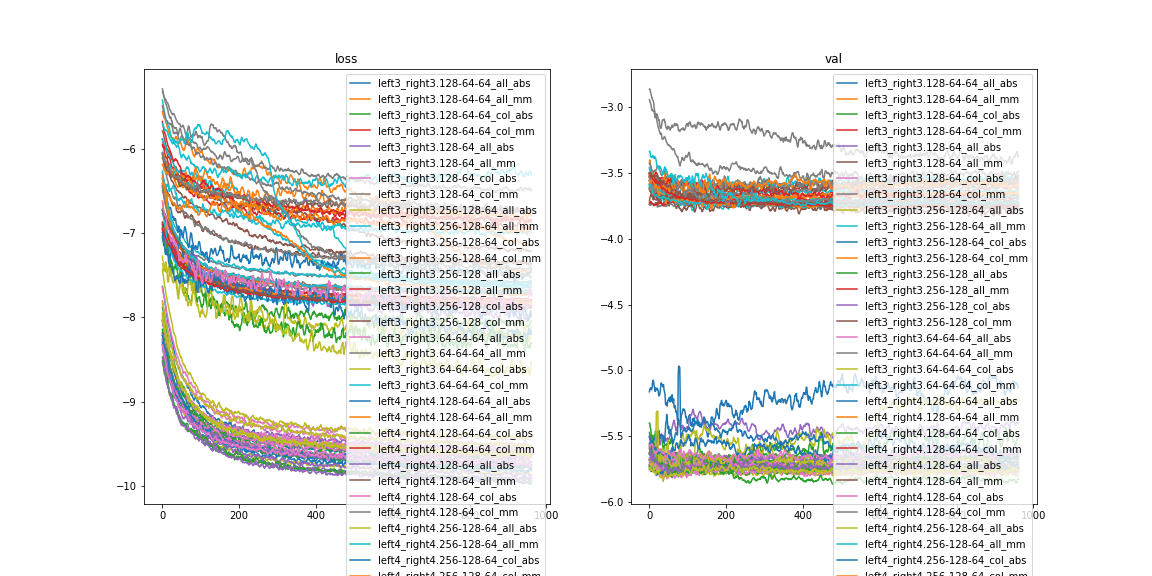 loss
−6
−7
−8
−9
−10
0
200
400
1000
left3_right3.128-64-64_all_abs
left3_right3.128-64-64_all_mm
left3_right3.128-64-64_col_abs
left3_right3.128-64-64_col_mm
left3_right3.128-64_all_abs
left3_right3.128-64_all_mm
left3_right3.128-64_col_abs
left3_right3.128-64_col_mm
left3_right3.256-128-64_all_abs
left3_right3.256-128-64_all_mm
left3_right3.256-128-64_col_abs
left3_right3.256-128-64_col_mm
left3_right3.256-128_all_abs
left3_right3.256-128_all_mm
left3_right3.256-128_col_abs
left3_right3.256-128_col_mm
left3_right3.64-64-64_all_abs
left3_right3.64-64-64_all_mm
left3_right3.64-64-64_col_abs
left3_right3.64-64-64_col_mm
left4_right4.128-64-64_all_abs
left4_right4.128-64-64_all_mm
left4_right4.128-64-64_col_abs
left4_right4.128-64-64_col_mm
left4_right4.128-64_all_abs
left4_right4.128-64_all_mm
left4_right4.128-64_col_abs
left4_right4.128-64_col_mm
left4_right4.256-128-64_all_abs
left4_right4.256-128-64_all_mm
left4_right4.256-128-64_col_abs
left4_right4.256-128-64_col_mm
val
−3.0
−3.5
−4.0
−4.5
−5.0
−5.5
−6.0
0
200
400
1000
left3_right3.128-64-64_all_abs
left3_right3.128-64-64_all_mm
left3_right3.128-64-64_col_abs
left3_right3.128-64-64_col_mm
left3_right3.128-64_all_abs
left3_right3.128-64_all_mm
left3_right3.128-64_col_abs
left3_right3.128-64_col_mm
left3_right3.256-128-64_all_abs
left3_right3.256-128-64_all_mm
left3_right3.256-128-64_col_abs
left3_right3.256-128-64_col_mm
left3_right3.256-128_all_abs
left3_right3.256-128_all_mm
left3_right3.256-128_col_abs
left3_right3.256-128_col_mm
left3_right3.64-64-64_all_abs
left3_right3.64-64-64_all_mm
left3_right3.64-64-64_col_abs
left3_right3.64-64-64_col_mm
left4_right4.128-64-64_all_abs
left4_right4.128-64-64_all_mm
left4_right4.128-64-64_col_abs
left4_right4.128-64-64_col_mm
left4_right4.128-64_all_abs
left4_right4.128-64_all_mm
left4_right4.128-64_col_abs
left4_right4.128-64_col_mm
left4_right4.256-128-64_all_abs
left4_right4.256-128-64_all_mm
left4_right4.256-128-64_col_abs
left4_right4.256-128-64_col_mm